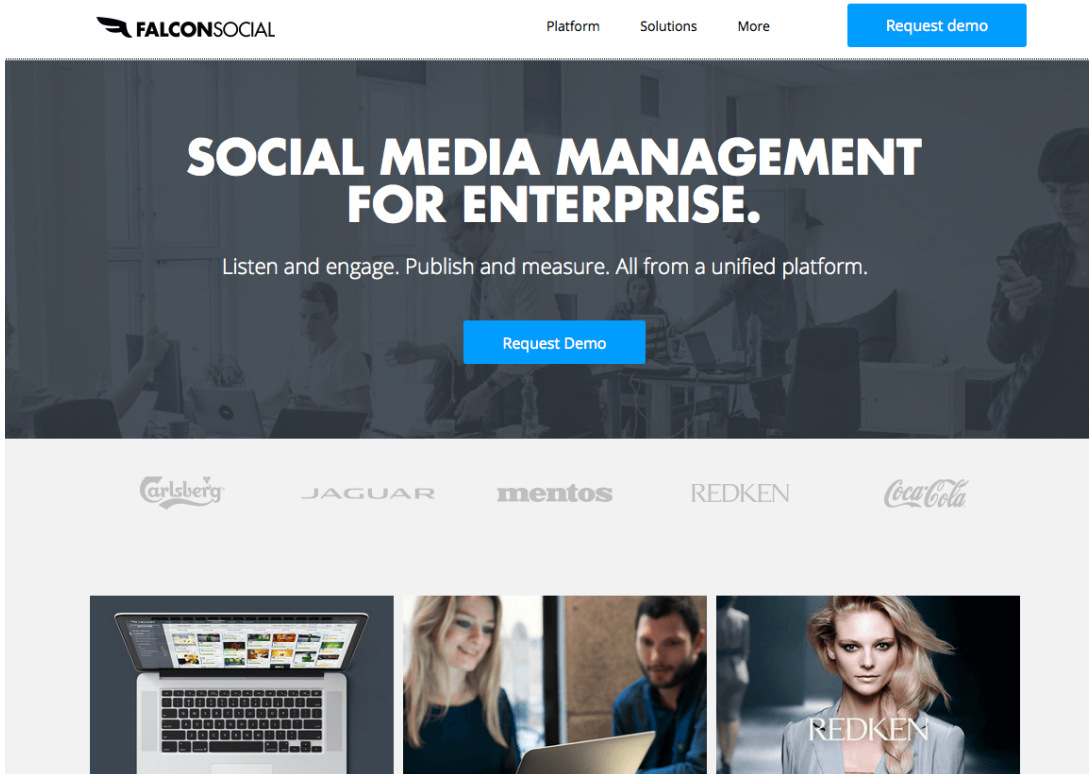 FALCONSOCIAL
Platform
Solutions
More
Request demo
SOCIAL MEDIA MANAGEMENT
FOR ENTERPRISE.
Listen and engage. Publish and measure. All from a unified platform.
Request Demo
Carlsberg
JAGUAR
mentos
REDKEN
Coca-Cola
REDKEN